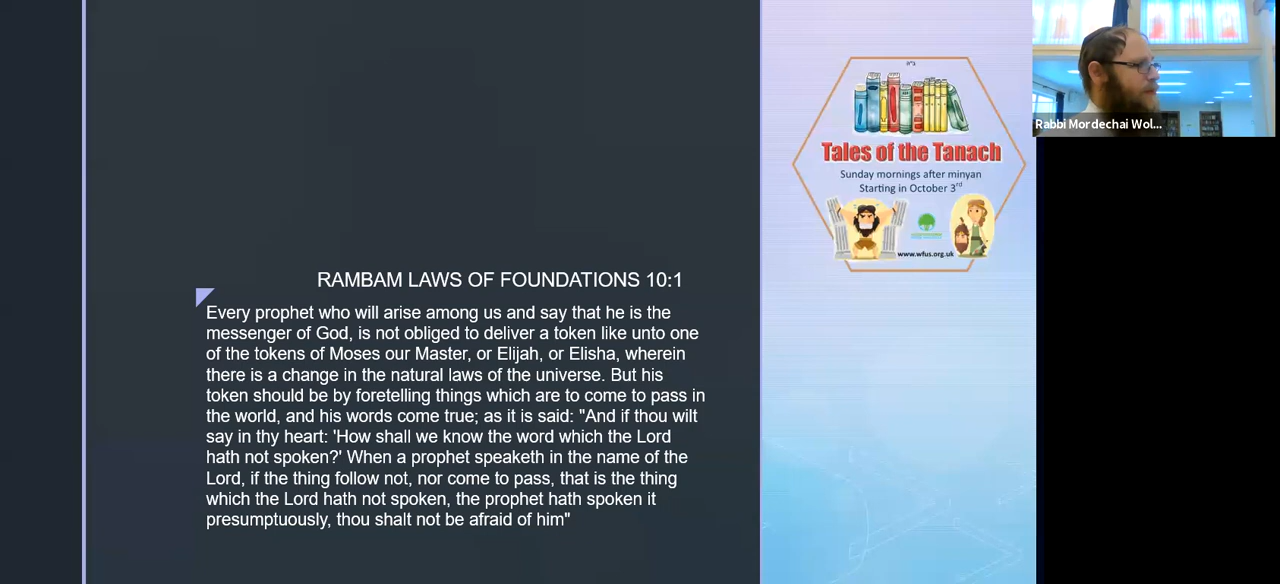 RAMBAM LAWS OF FOUNDATIONS 10:1
Every prophet who will arise among us and say that he is the
messenger of God, is not obliged to deliver a token like unto one
of the tokens of Moses our Master, or Elijah, or Elisha, wherein
there is a change in the natural laws of the universe. But his
token should be by foretelling things which are to come to pass in
the world, and his words come true; as it is said: "And if thou wilt
say in thy heart: 'How shall we know the word which the Lord
hath not spoken?' When a prophet speaketh in the name of the
Lord, if the thing follow not, nor come to pass, that is the thing
which the Lord hath not spoken, the prophet hath spoken it
presumptuously, thou shalt not be afraid of him"
Tales of the Tanach
Sunday mornings after minyan
Starting in October 3rd
www.wfus.org.uk
Rabbi Mordechai Wol...